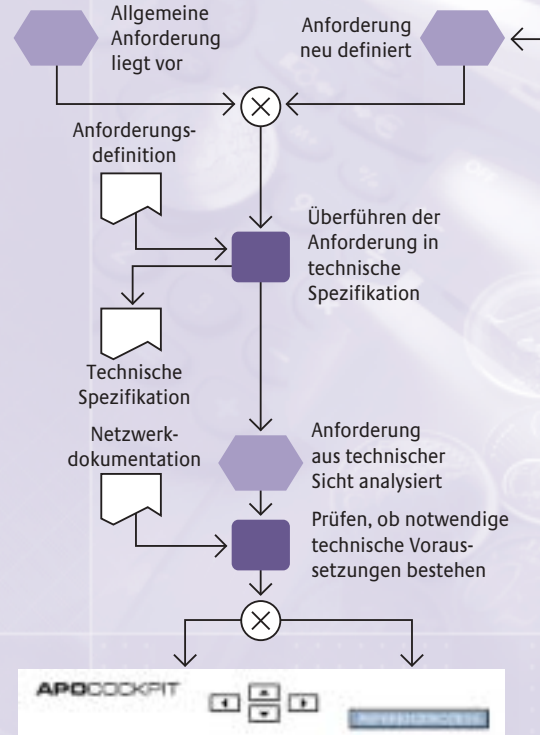 Allgemeine
Anforderung
liegt vor
Anforderung
neu definiert
Anforderungs-
definition
Überführen der
Anforderung in
technische
Spezifikation
Technische
Spezifikation
Netzwerk-
dokumentation
Anforderung
aus technischer
Sicht analysiert
Prüfen, ob notwendige
technische Voraus-
setzungen bestehen
APOCOCKPIT